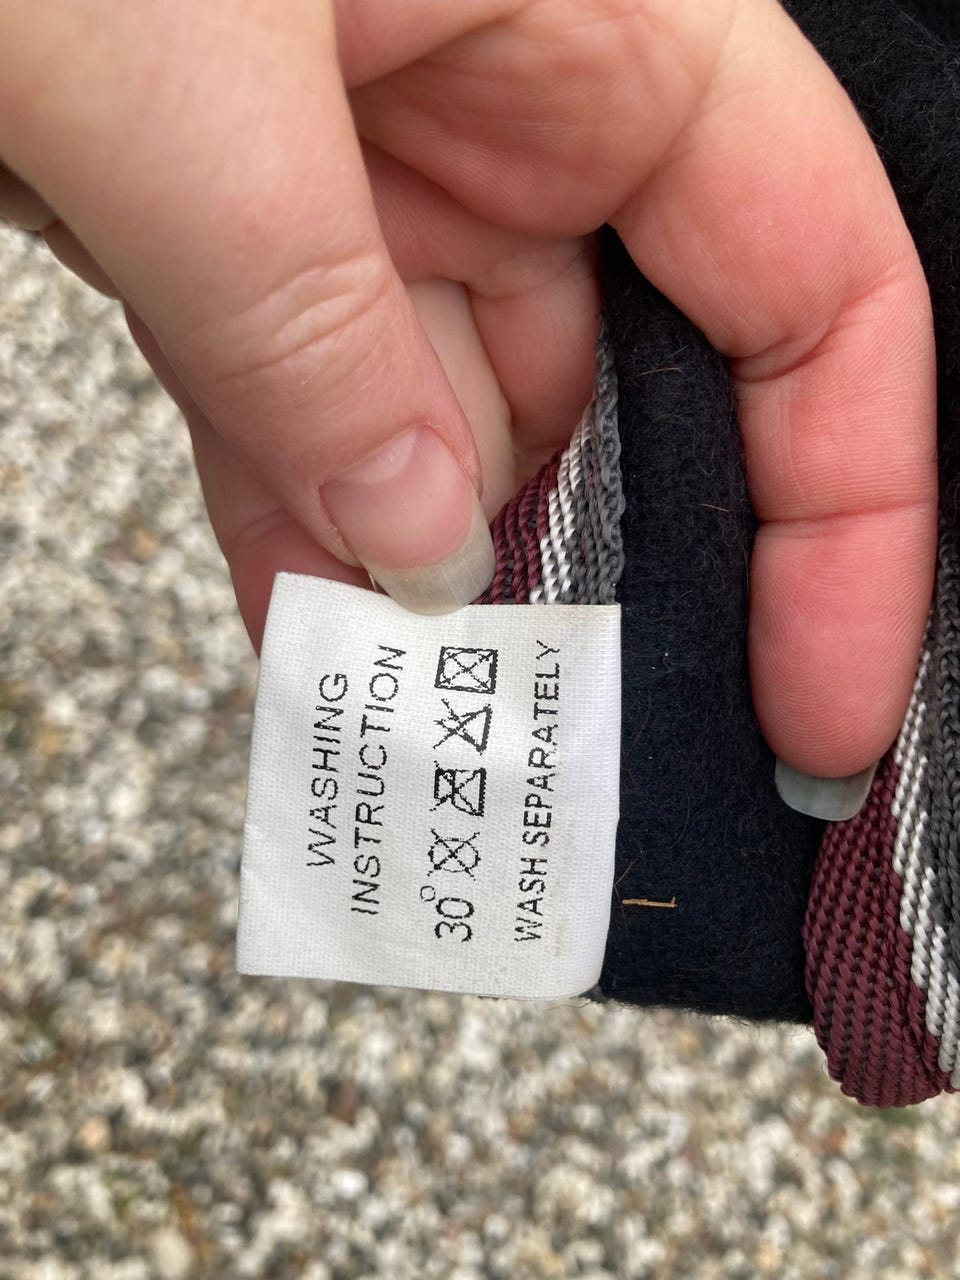 WASHING
INSTRUCTION
30°
WASH SEPARATELY